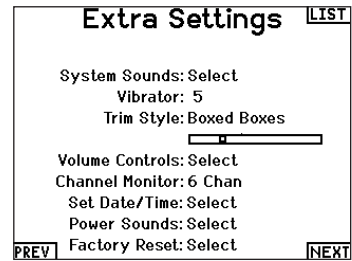 Extra Settings LIST
System Sounds: Select
Vibrator: 5
Trim Style: Boxed Boxes
Volume Controls: Select
Channel Monitor: 6 Chan
Set Date/Time: Select
Power Sounds: Select
PREV Factory Reset: Select NEXT